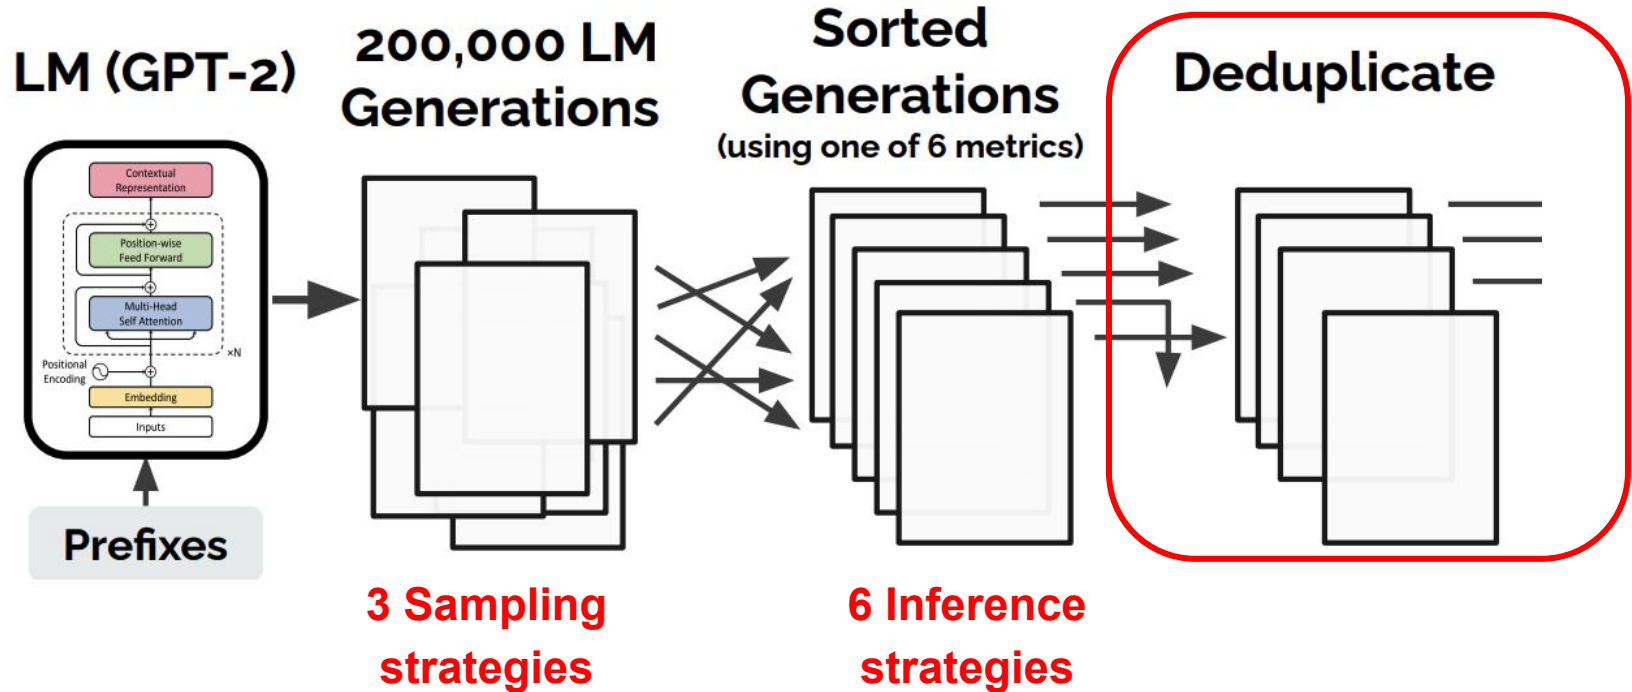 LM (GPT-2)
Contextual
Representation
Position-wise
Feed Forward
Multi-Head
Self Attention
×N
Positional
Encoding
Embedding
Inputs
Prefixes
200,000 LM
Generations
3 Sampling
strategies
Sorted
Generations
(using one of 6 metrics)
6 Inference
strategies
Deduplicate